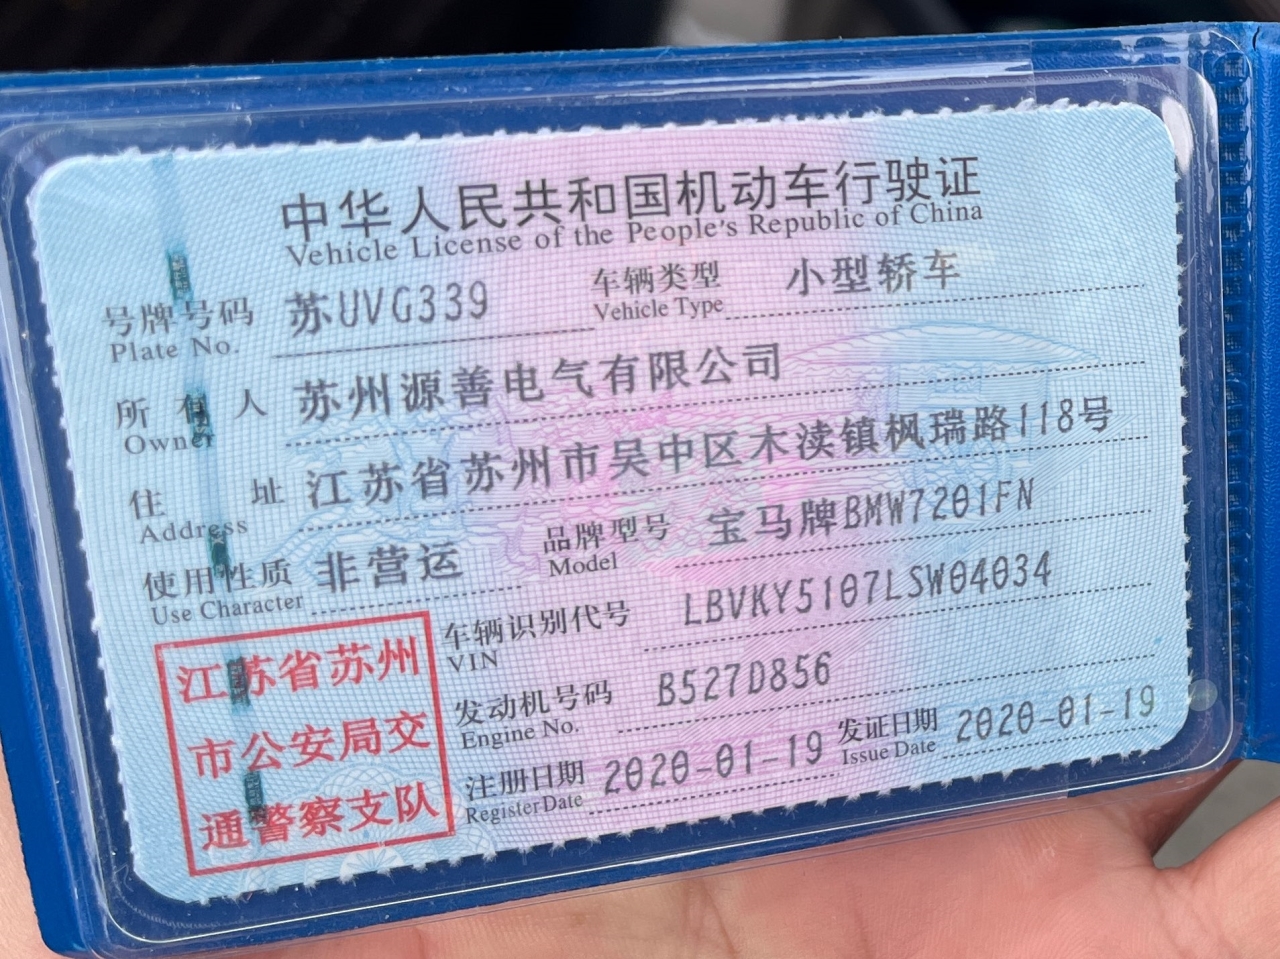 中华人民共和国机动车行驶证
Vehicle License of the People's Republic of China
号牌号码 苏UVG339 车辆类型 小型轿车
Plate No. Vehicle Type
所有人 苏州源善电气有限公司
Owner
住址 江苏省苏州市吴中区木渎镇枫瑞路118号
Address
使用性质 非营运 品牌型号 宝马牌BMW7201FN
Use Character Model
车辆识别代号 LBVKY5107LSW04034
VIN
发动机号码 B527D856
Engine No.
注册日期 2020-01-19 发证日期 2020-01-19
Register Date Issue Date
江苏省苏州
市公安局交
通警察支队